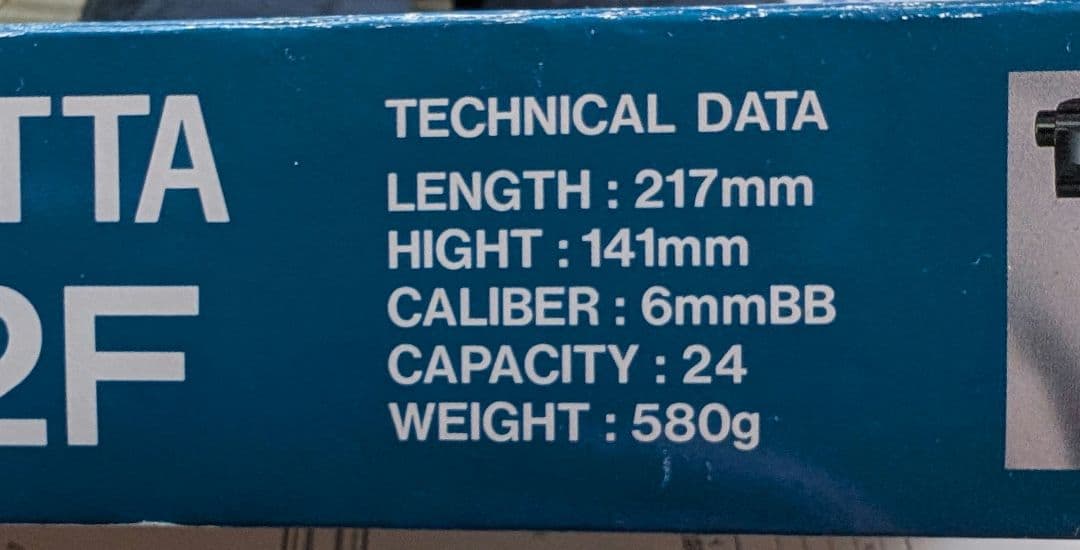 TTA
2F
TECHNICAL DATA
LENGTH : 217mm
HIGHT : 141mm
CALIBER : 6mmBB
CAPACITY : 24
WEIGHT : 580g